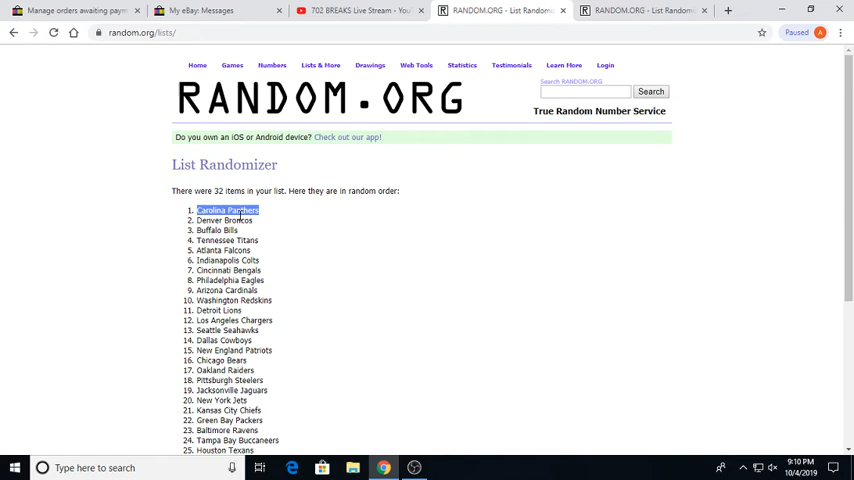 Manage orders awaiting paym
My eBay: Messages
702 BREAKS Live Stream - You
RANDOM.ORG - List Randomize
RANDOM.ORG - List Randomiz
random.org/lists/
Paused
A
Home Games Numbers Lists & More Drawings Web Tools Statistics Testimonials Learn More Login
RANDOM.ORG
Search RANDOM.ORG
Search
True Random Number Service
Do you own an iOS or Android device? Check out our app!
List Randomizer
There were 32 items in your list. Here they are in random order:
1. Carolina Panthers
2. Denver Broncos
3. Buffalo Bills
4. Tennessee Titans
5. Atlanta Falcons
6. Indianapolis Colts
7. Cincinnati Bengals
8. Philadelphia Eagles
9. Arizona Cardinals
10. Washington Redskins
11. Detroit Lions
12. Los Angeles Chargers
13. Seattle Seahawks
14. Dallas Cowboys
15. New England Patriots
16. Chicago Bears
17. Oakland Raiders
18. Pittsburgh Steelers
19. Jacksonville Jaguars
20. New York Jets
21. Kansas City Chiefs
22. Green Bay Packers
23. Baltimore Ravens
24. Tampa Bay Buccaneers
25. Houston Texans
Type here to search
9:10 PM
10/4/2019